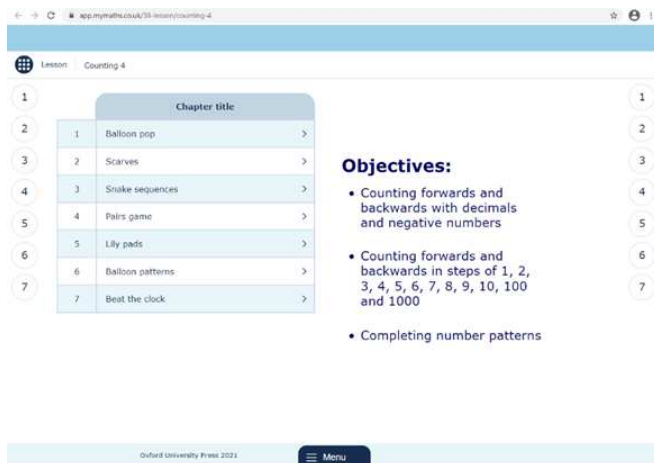 app.mymaths.co.uk/39-lesson/counting-4
Lesson
Counting 4
1
2
3
4
5
6
7
Chapter title
1 Balloon pop
2 Scarves
3 Snake sequences
4 Pairs game
5 Lily pads
6 Balloon patterns
7 Beat the clock
Objectives:
• Counting forwards and
backwards with decimals
and negative numbers
• Counting forwards and
backwards in steps of 1, 2,
3, 4, 5, 6, 7, 8, 9, 10, 100
and 1000
• Completing number patterns
1
2
3
4
5
6
7
Oxford University Press 2021
Menu